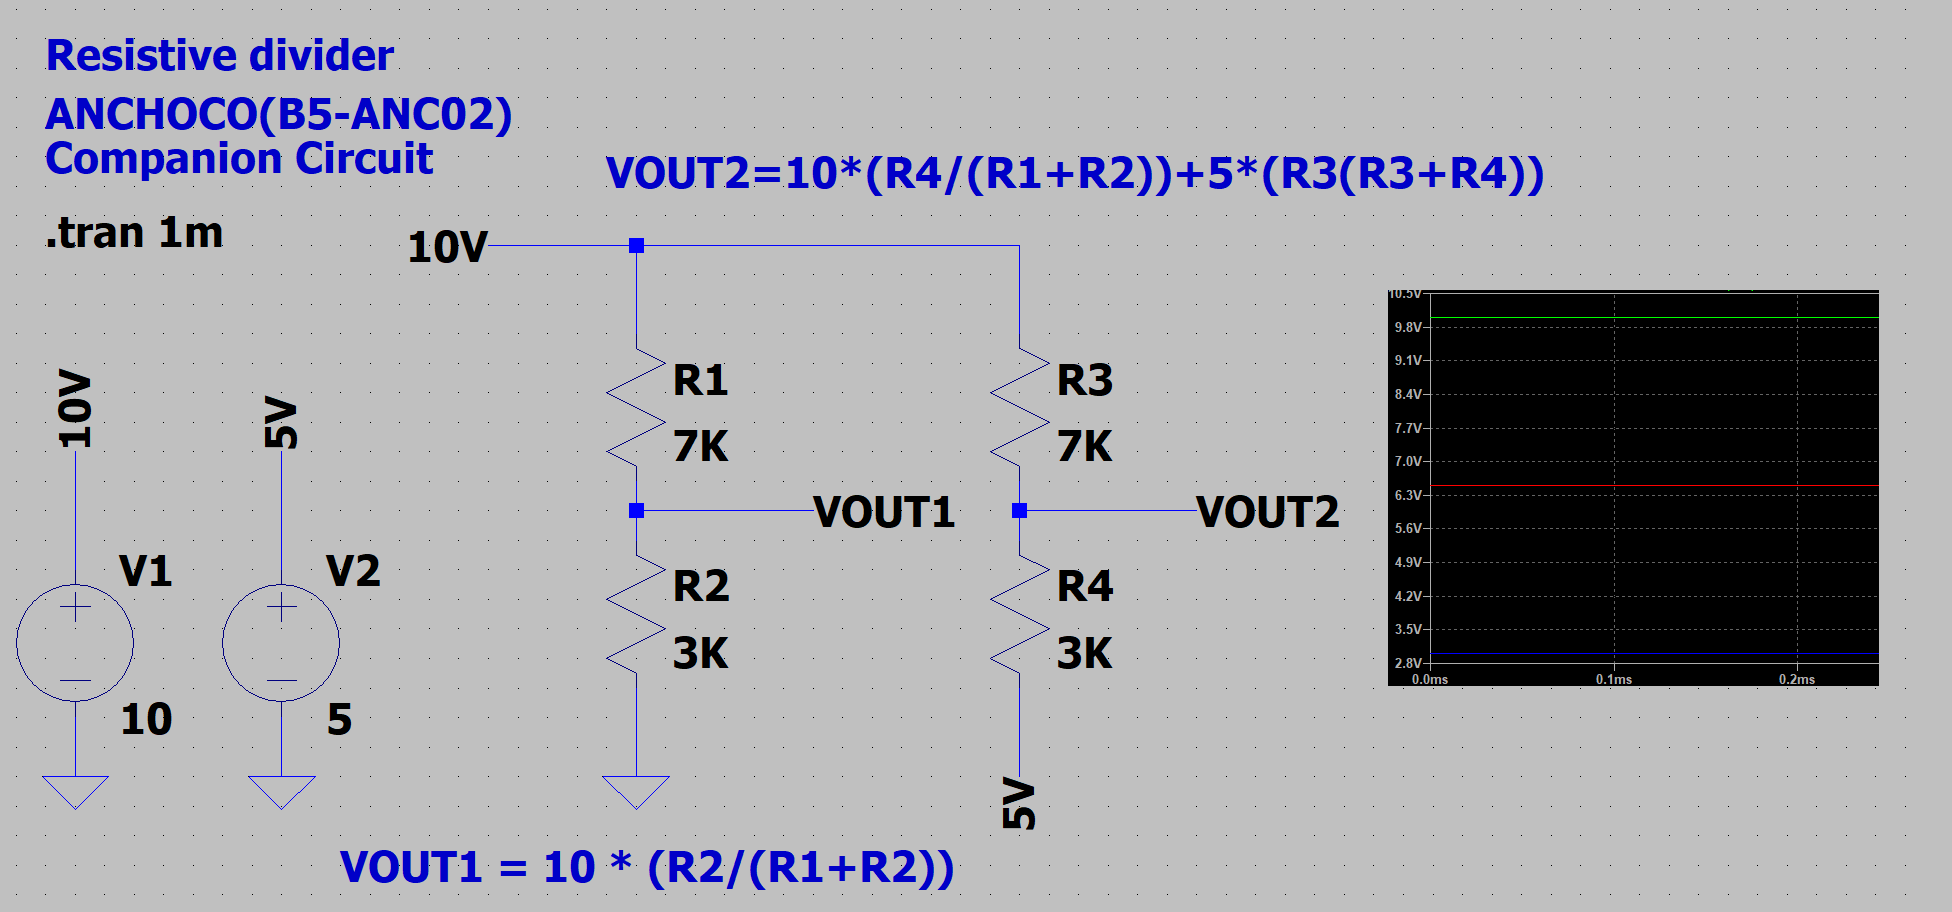 Resistive divider
ANCHOCO(B5-ANC02)
Companion Circuit
VOUT2=10*(R4/(R1+R2))+5*(R3(R3+R4))
.tran 1m
10V
10V
5V
R1
7K
R3
7K
VOUT1
VOUT2
V1
V2
R2
3K
R4
3K
10
5
5V
VOUT1 = 10 * (R2/(R1+R2))
10.5V
9.8V
9.1V
8.4V
7.7V
7.0V
6.3V
5.6V
4.9V
4.2V
3.5V
2.8V
0.0ms 0.1ms 0.2ms